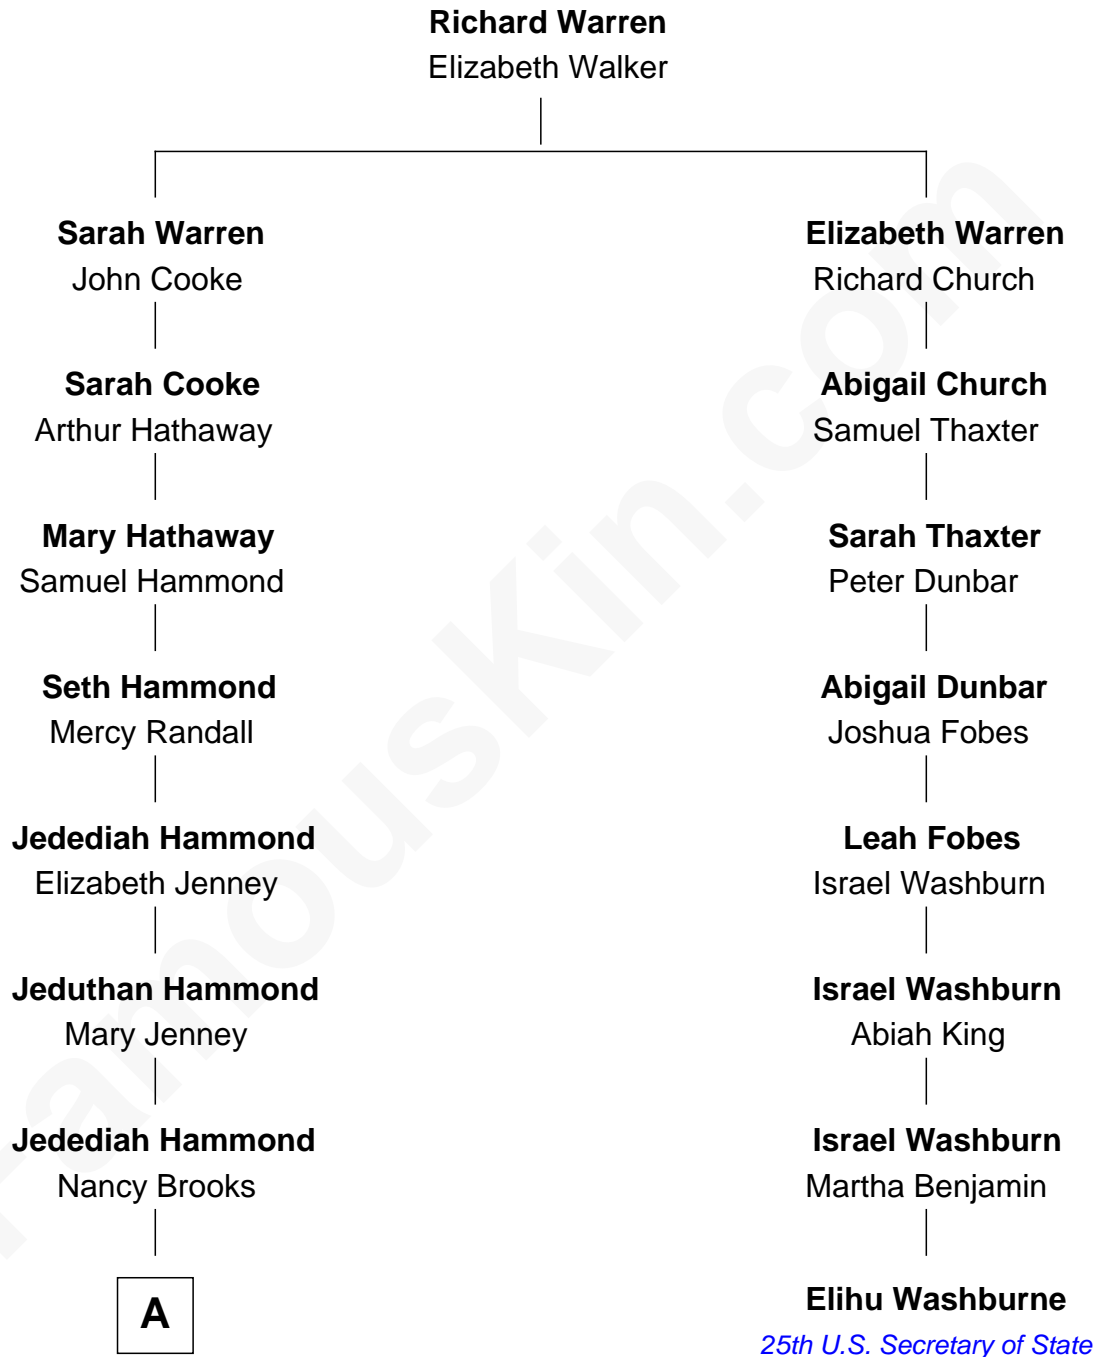 Richard Warren
Elizabeth Walker
Sarah Warren
John Cooke
Elizabeth Warren
Richard Church
Sarah Cooke
Arthur Hathaway
Abigail Church
Samuel Thaxter
Mary Hathaway
Samuel Hammond
Sarah Thaxter
Peter Dunbar
Seth Hammond
Mercy Randall
Abigail Dunbar
Joshua Fobes
Jedediah Hammond
Elizabeth Jenney
Leah Fobes
Israel Washburn
Jeduthan Hammond
Mary Jenney
Israel Washburn
Abiah King
Jedediah Hammond
Nancy Brooks
Israel Washburn
Martha Benjamin
A
Elihu Washburne
25th U.S. Secretary of State
FamousKin.com